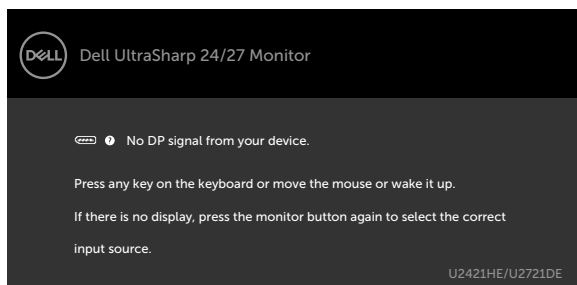 DELL
Dell UltraSharp 24/27 Monitor
No DP signal from your device.
Press any key on the keyboard or move the mouse or wake it up.
If there is no display, press the monitor button again to select the correct
input source.
U2421HE/U2721DE